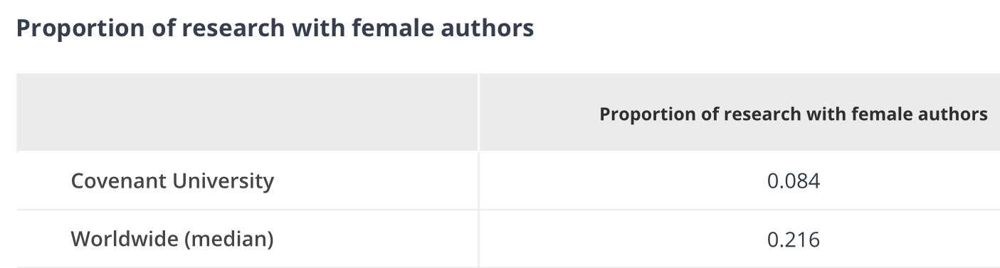 Proportion of research with female authors
Proportion of research with female authors
Covenant University 0.084
Worldwide (median) 0.216